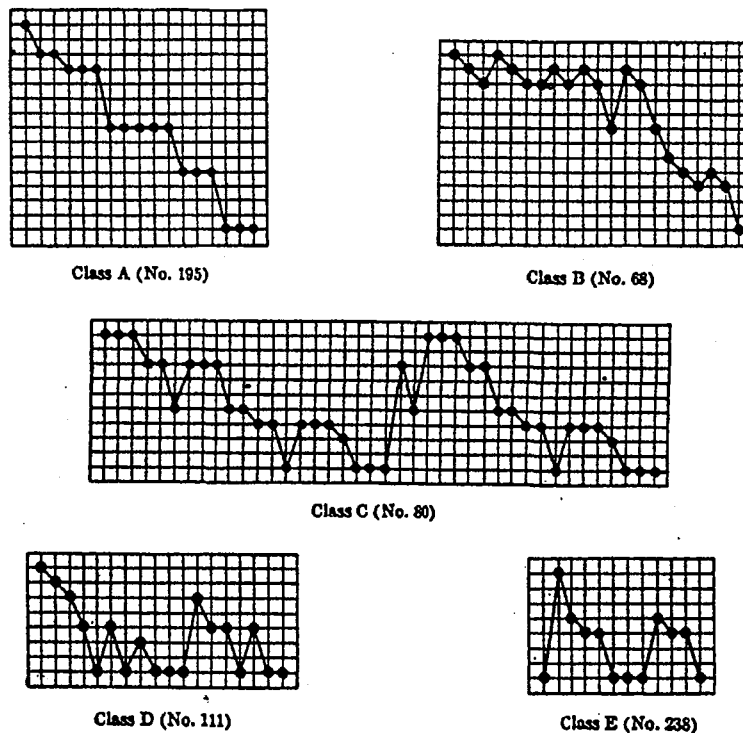 Class A (No. 195)
Class B (No. 68)
Class C (No. 80)
Class D (No. 111)
Class E (No. 238)